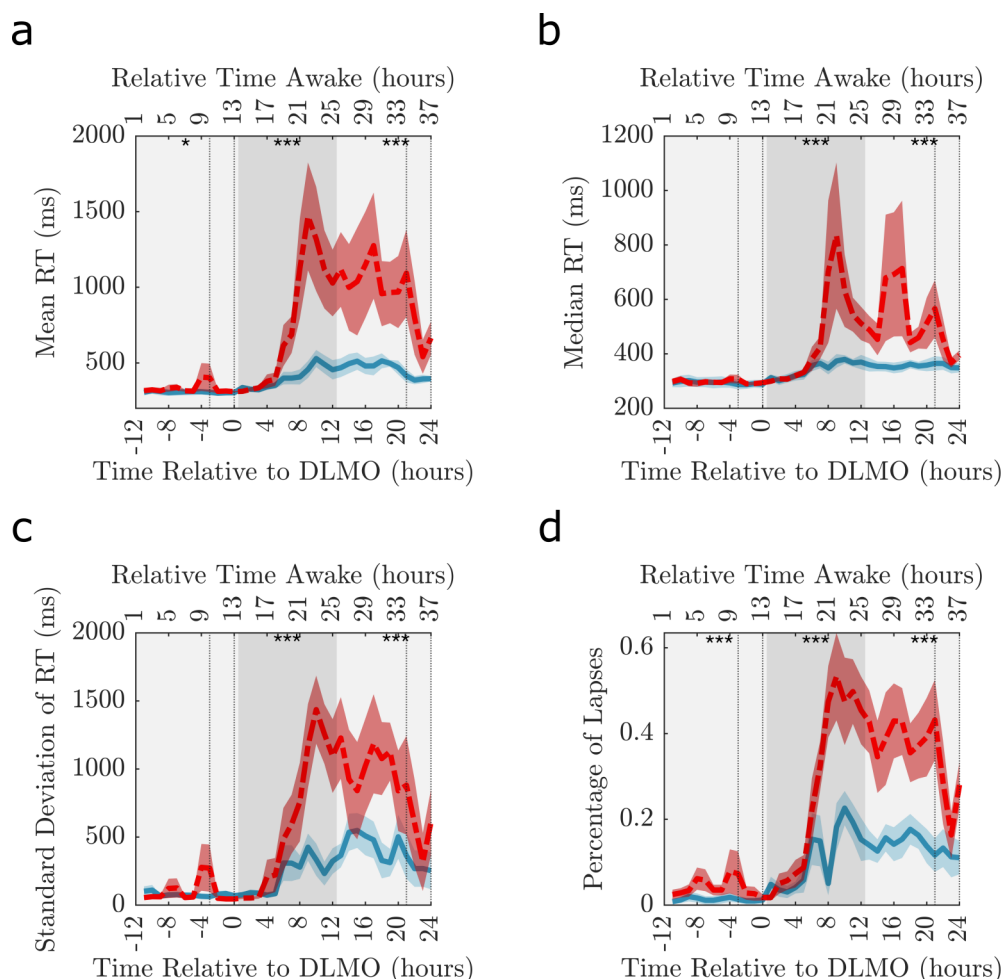 a
Relative Time Awake (hours)
1 5 9 13 17 21 25 29 33 37
2000
1500
1000
500
Mean RT (ms)
* *** ***
-12 -8 -4 0 4 8 12 16 20 24
Time Relative to DLMO (hours)
b
Relative Time Awake (hours)
1 5 9 13 17 21 25 29 33 37
1200
1000
800
600
400
200
Median RT (ms)
*** ***
-12 -8 -4 0 4 8 12 16 20 24
Time Relative to DLMO (hours)
c
Relative Time Awake (hours)
1 5 9 13 17 21 25 29 33 37
2000
1500
1000
500
0
Standard Deviation of RT (ms)
*** ***
-12 -8 -4 0 4 8 12 16 20 24
Time Relative to DLMO (hours)
d
Relative Time Awake (hours)
1 5 9 13 17 21 25 29 33 37
0.6
0.4
0.2
0
Percentage of Lapses
*** *** ***
-12 -8 -4 0 4 8 12 16 20 24
Time Relative to DLMO (hours)